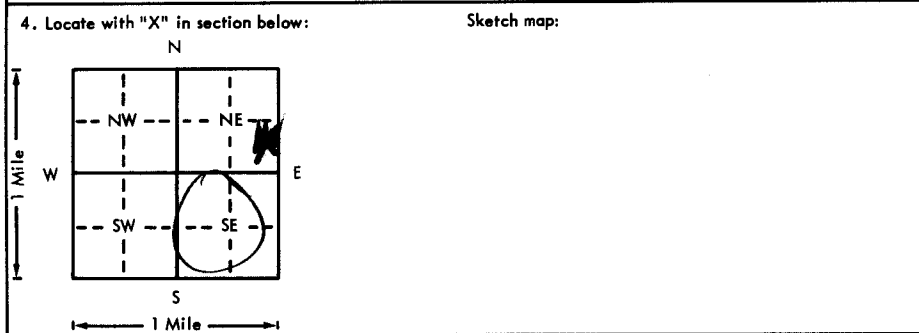 4. Locate with "X" in section below:
Sketch map:
N
NW
NE
W
E
1 Mile
SW
SE
S
1 Mile